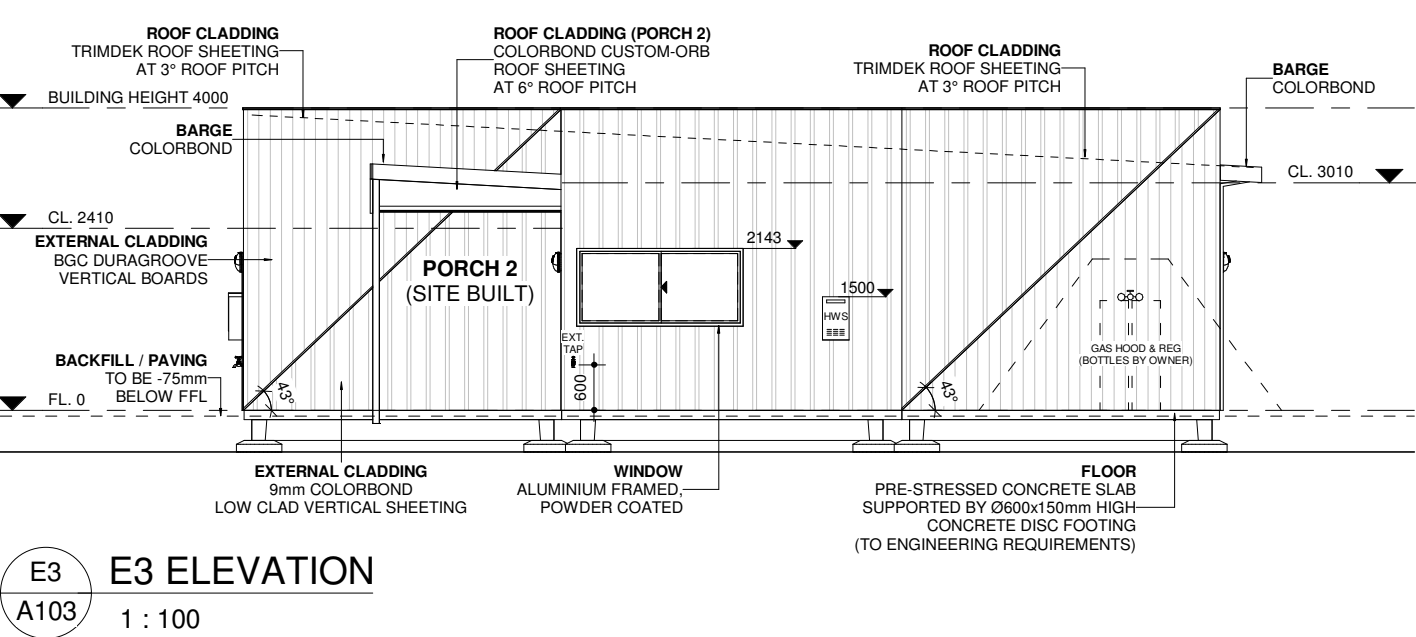 ROOF CLADDING
TRIMDEK ROOF SHEETING
AT 3° ROOF PITCH
ROOF CLADDING (PORCH 2)
COLORBOND CUSTOM-ORB
ROOF SHEETING
AT 6° ROOF PITCH
ROOF CLADDING
TRIMDEK ROOF SHEETING
AT 3° ROOF PITCH
BARGE
COLORBOND
BUILDING HEIGHT 4000
BARGE
COLORBOND
CL. 3010
CL. 2410
EXTERNAL CLADDING
BGC DURAGROOVE
VERTICAL BOARDS
PORCH 2
(SITE BUILT)
2143
1500
HWS
EXT.
TAP
600
GAS HOOD & REG
(BOTTLES BY OWNER)
BACKFILL / PAVING
TO BE -75mm
BELOW FFL
FL. 0
43°
43°
EXTERNAL CLADDING
9mm COLORBOND
LOW CLAD VERTICAL SHEETING
WINDOW
ALUMINIUM FRAMED,
POWDER COATED
FLOOR
PRE-STRESSED CONCRETE SLAB
SUPPORTED BY Ø600x150mm HIGH
CONCRETE DISC FOOTING
(TO ENGINEERING REQUIREMENTS)
E3
A103
E3 ELEVATION
1 : 100